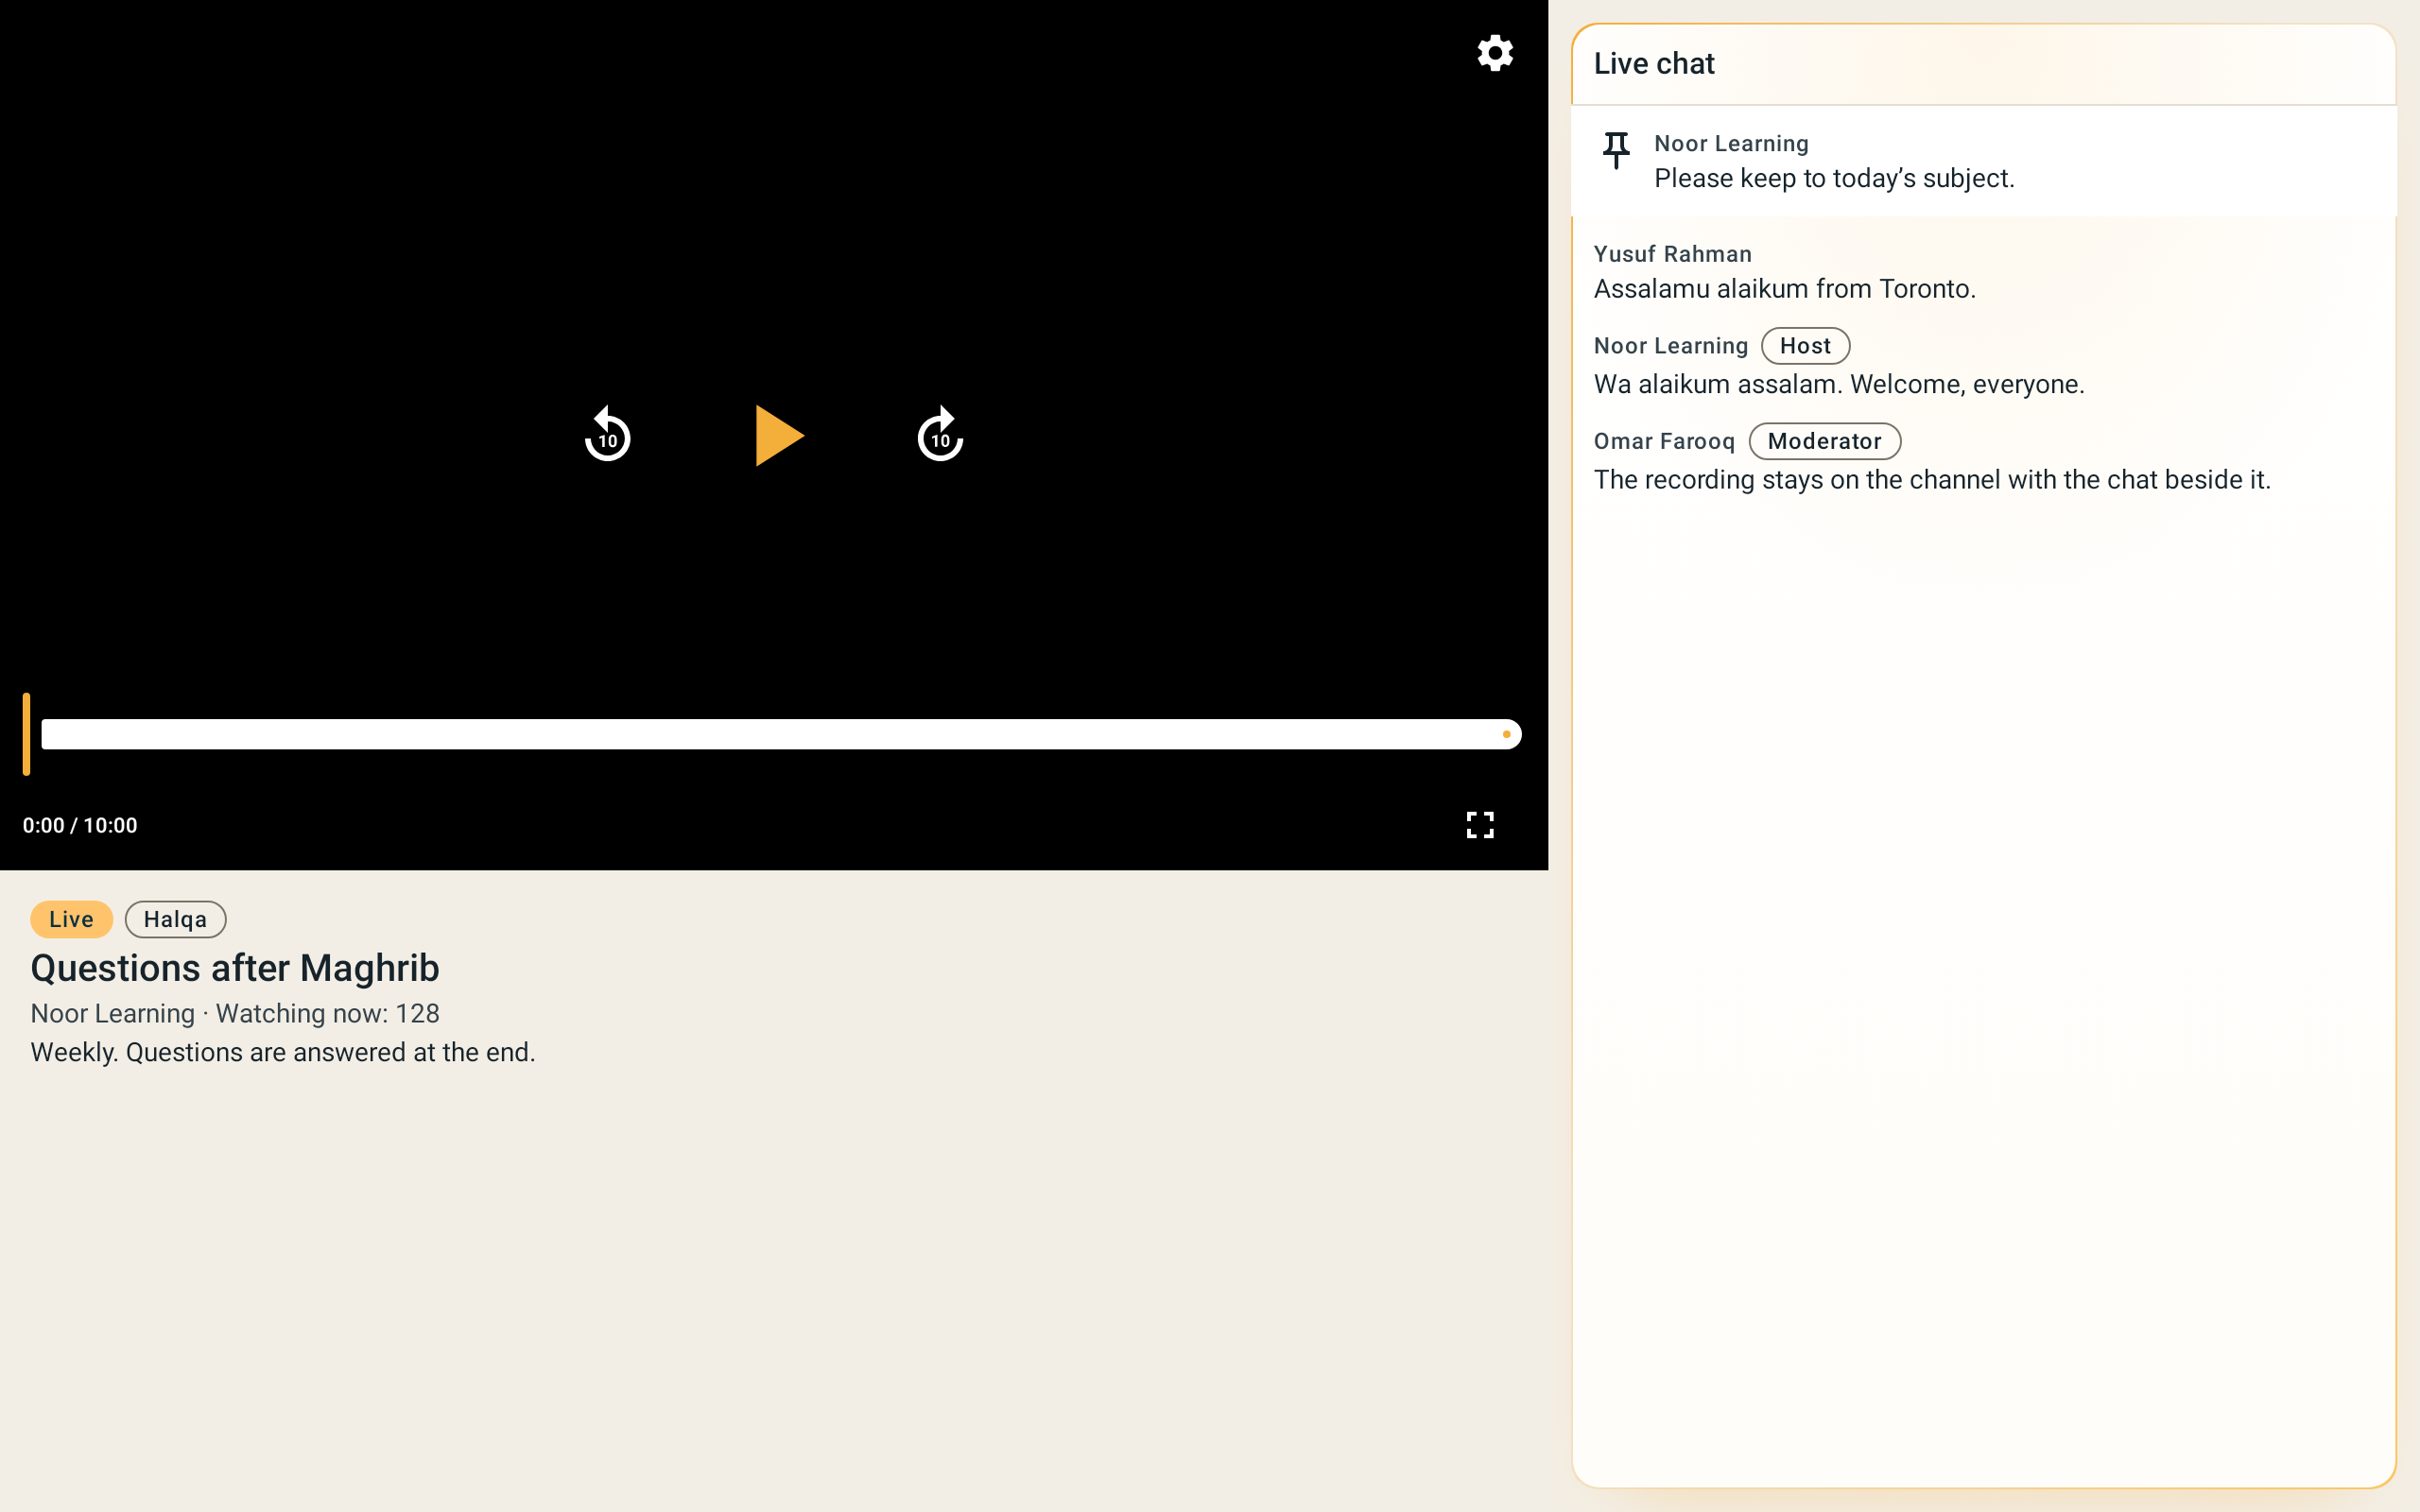 10
10
0:00 / 10:00
Live
Halqa
Questions after Maghrib
Noor Learning · Watching now: 128
Weekly. Questions are answered at the end.
Live chat
Noor Learning
Please keep to today’s subject.
Yusuf Rahman
Assalamu alaikum from Toronto.
Noor Learning Host
Wa alaikum assalam. Welcome, everyone.
Omar Farooq Moderator
The recording stays on the channel with the chat beside it.